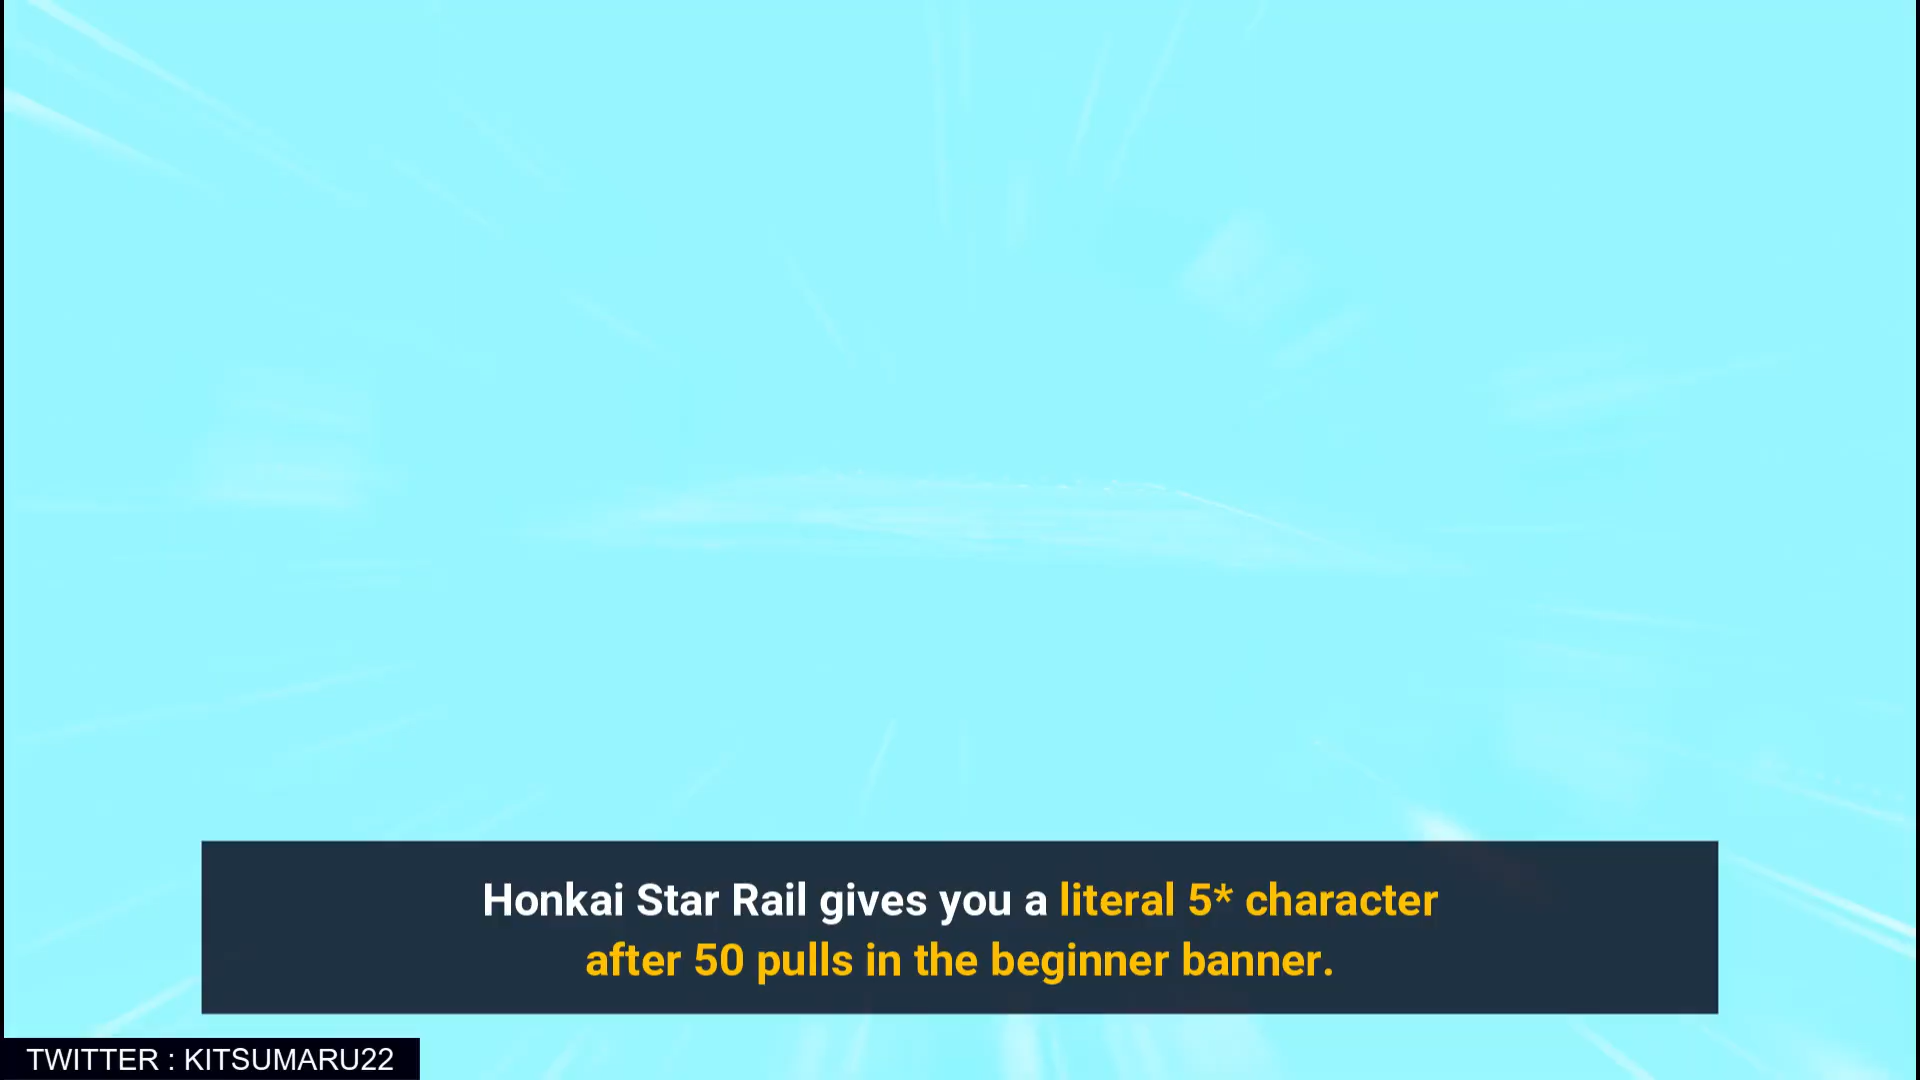 Honkai Star Rail gives you a literal 5* character
after 50 pulls in the beginner banner.
TWITTER : KITSUMARU22